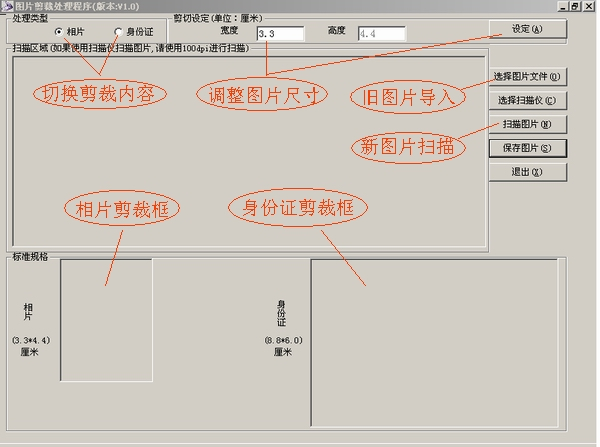 图片剪裁处理程序(版本:V1.0)
处理类型
相片
身份证
剪切设定(单位:厘米)
宽度
3.3
高度
4.4
设定(A)
扫描区域(如果使用扫描仪扫描图片,请使用100dpi进行扫描)
切换剪裁内容
调整图片尺寸
旧图片导入
选择图片文件(O)
选择扫描仪(C)
扫描图片(N)
新图片扫描
保存图片(S)
退出(X)
相片剪裁框
身份证剪裁框
标准规格
相片
(3.3*4.4)
厘米
身份证
(8.8*6.0)
厘米